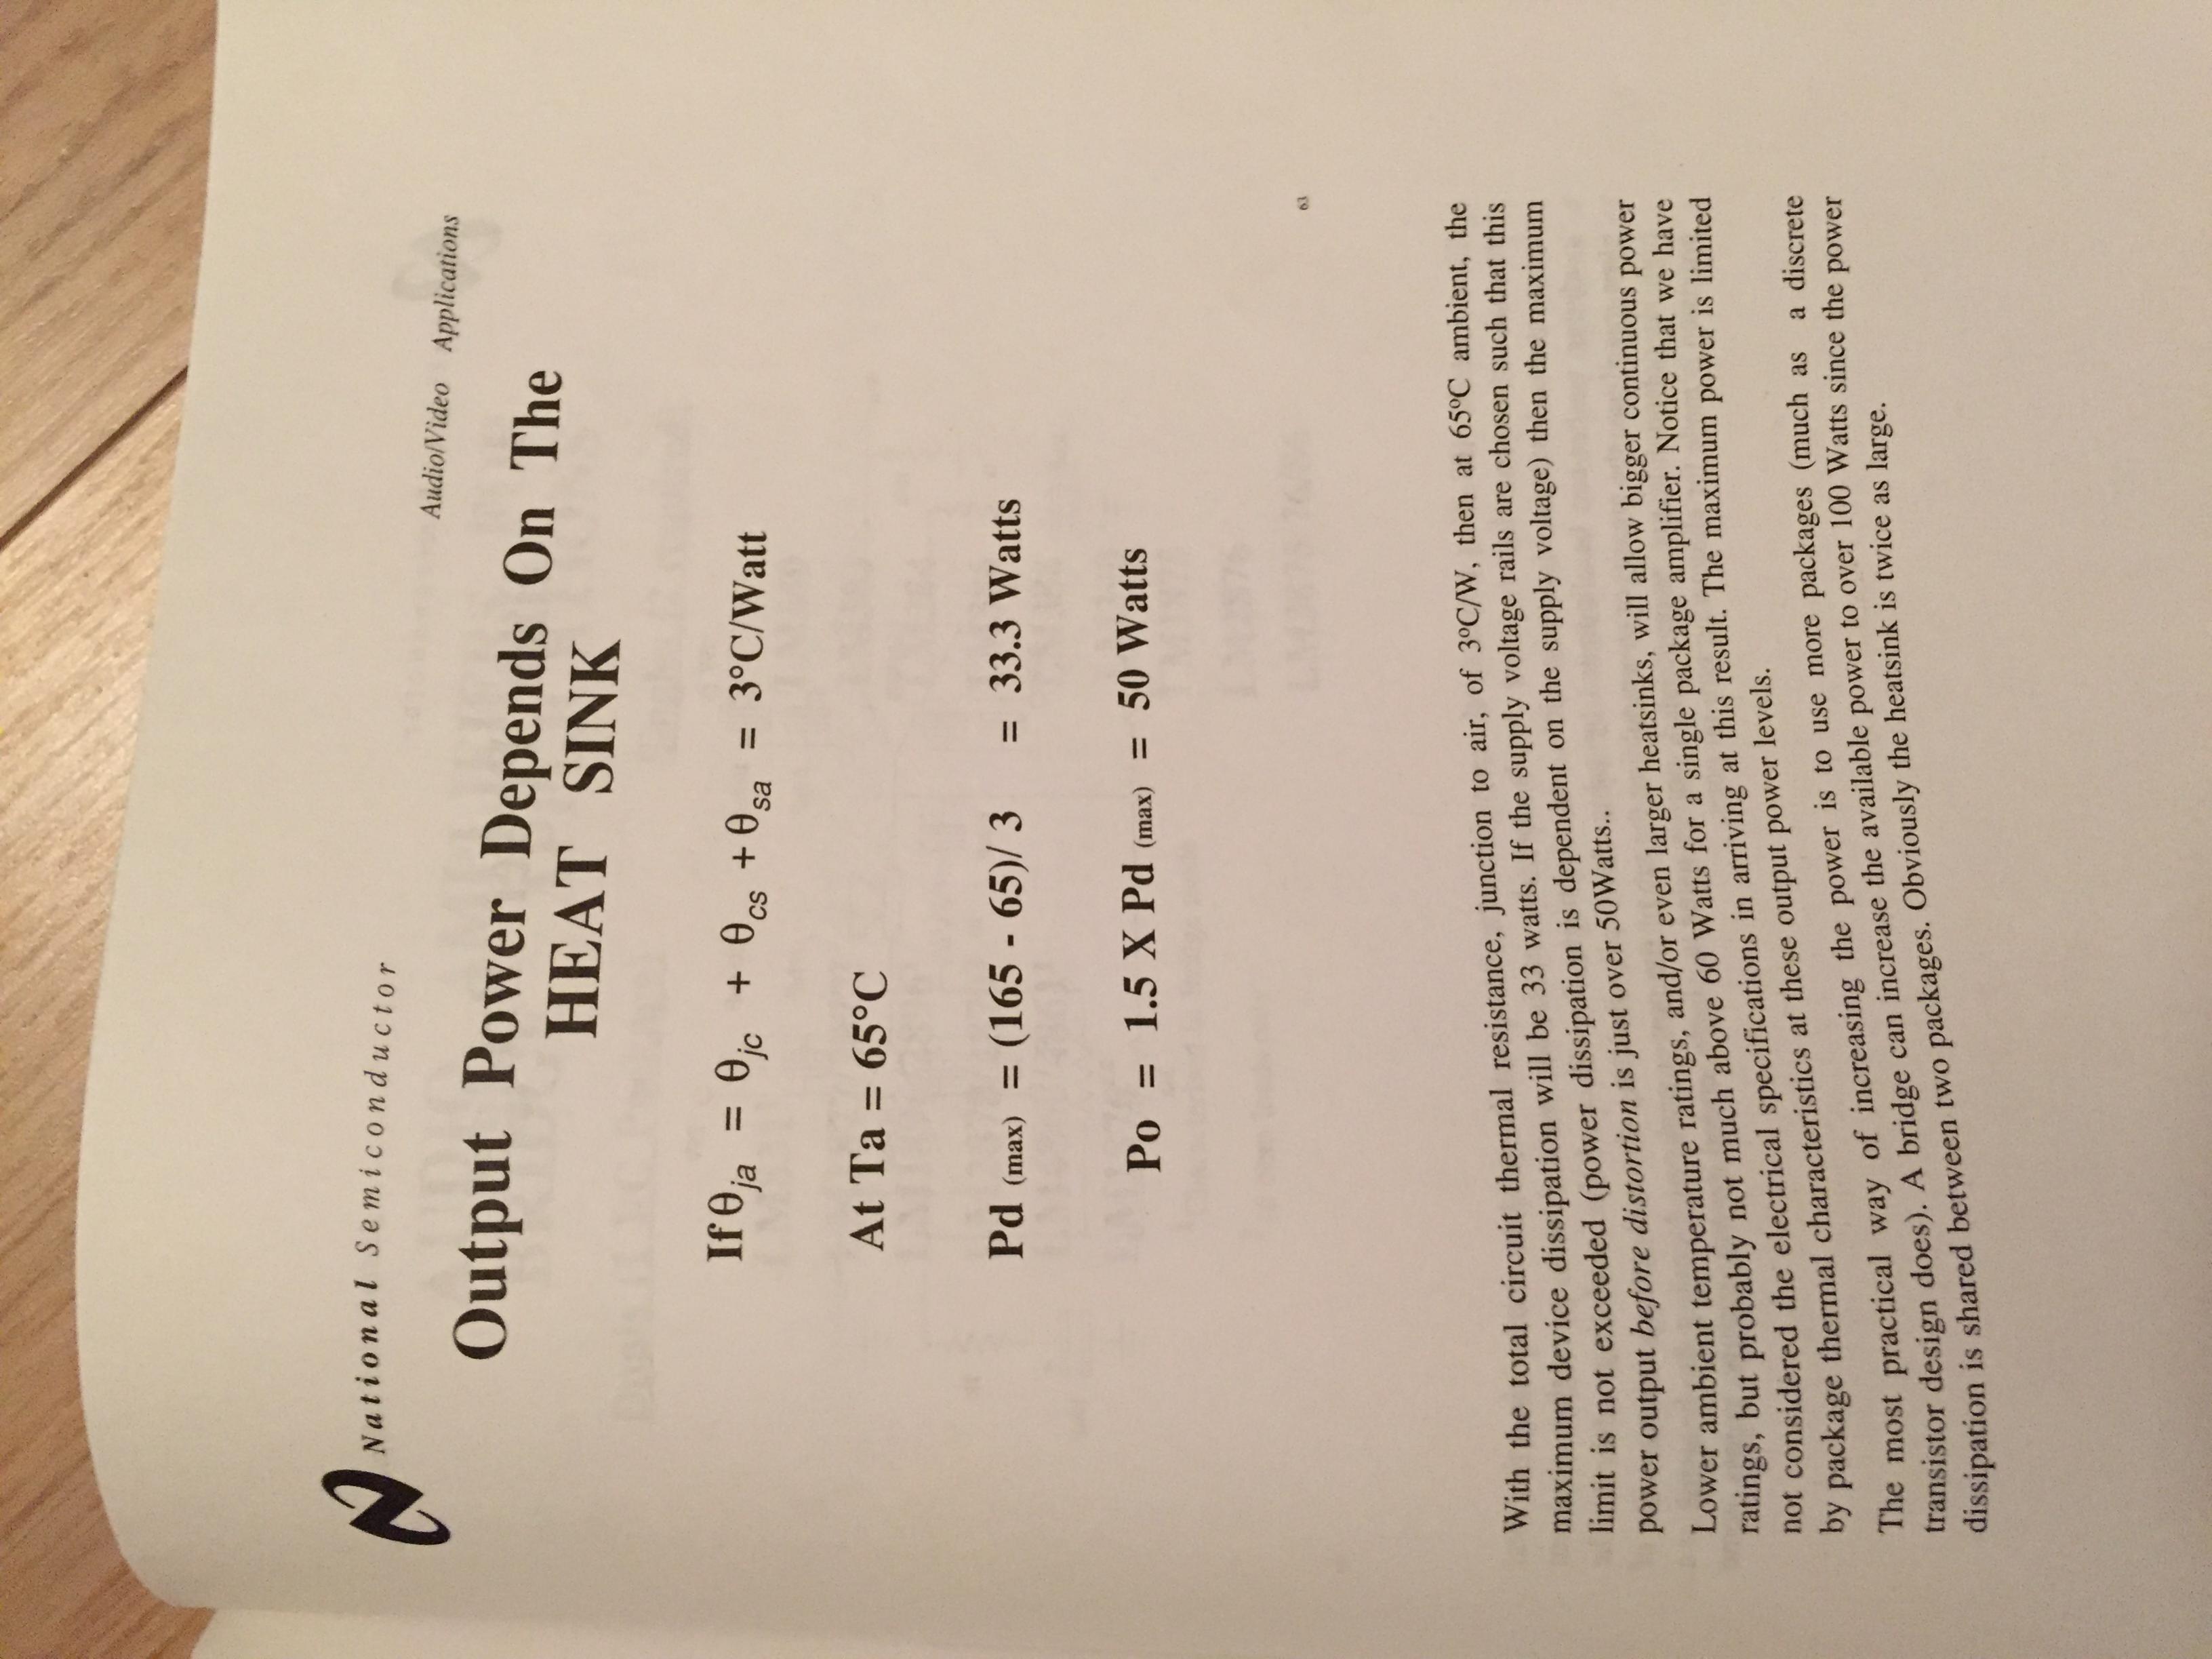 National Semiconductor
Audio/Video Applications
Output Power Depends On The
HEAT SINK
If θja = θjc + θcs + θsa = 3°C/Watt
At Ta = 65°C
Pd (max) = (165 - 65)/ 3 = 33.3 Watts
Po = 1.5 X Pd (max) = 50 Watts
63
With the total circuit thermal resistance, junction to air, of 3ºC/W, then at 65ºC ambient, the
maximum device dissipation will be 33 watts. If the supply voltage rails are chosen such that this
limit is not exceeded (power dissipation is dependent on the supply voltage) then the maximum
power output before distortion is just over 50Watts..
Lower ambient temperature ratings, and/or even larger heatsinks, will allow bigger continuous power
ratings, but probably not much above 60 Watts for a single package amplifier. Notice that we have
not considered the electrical specifications in arriving at this result. The maximum power is limited
by package thermal characteristics at these output power levels.
The most practical way of increasing the power is to use more packages (much as a discrete
transistor design does). A bridge can increase the available power to over 100 Watts since the power
dissipation is shared between two packages. Obviously the heatsink is twice as large.